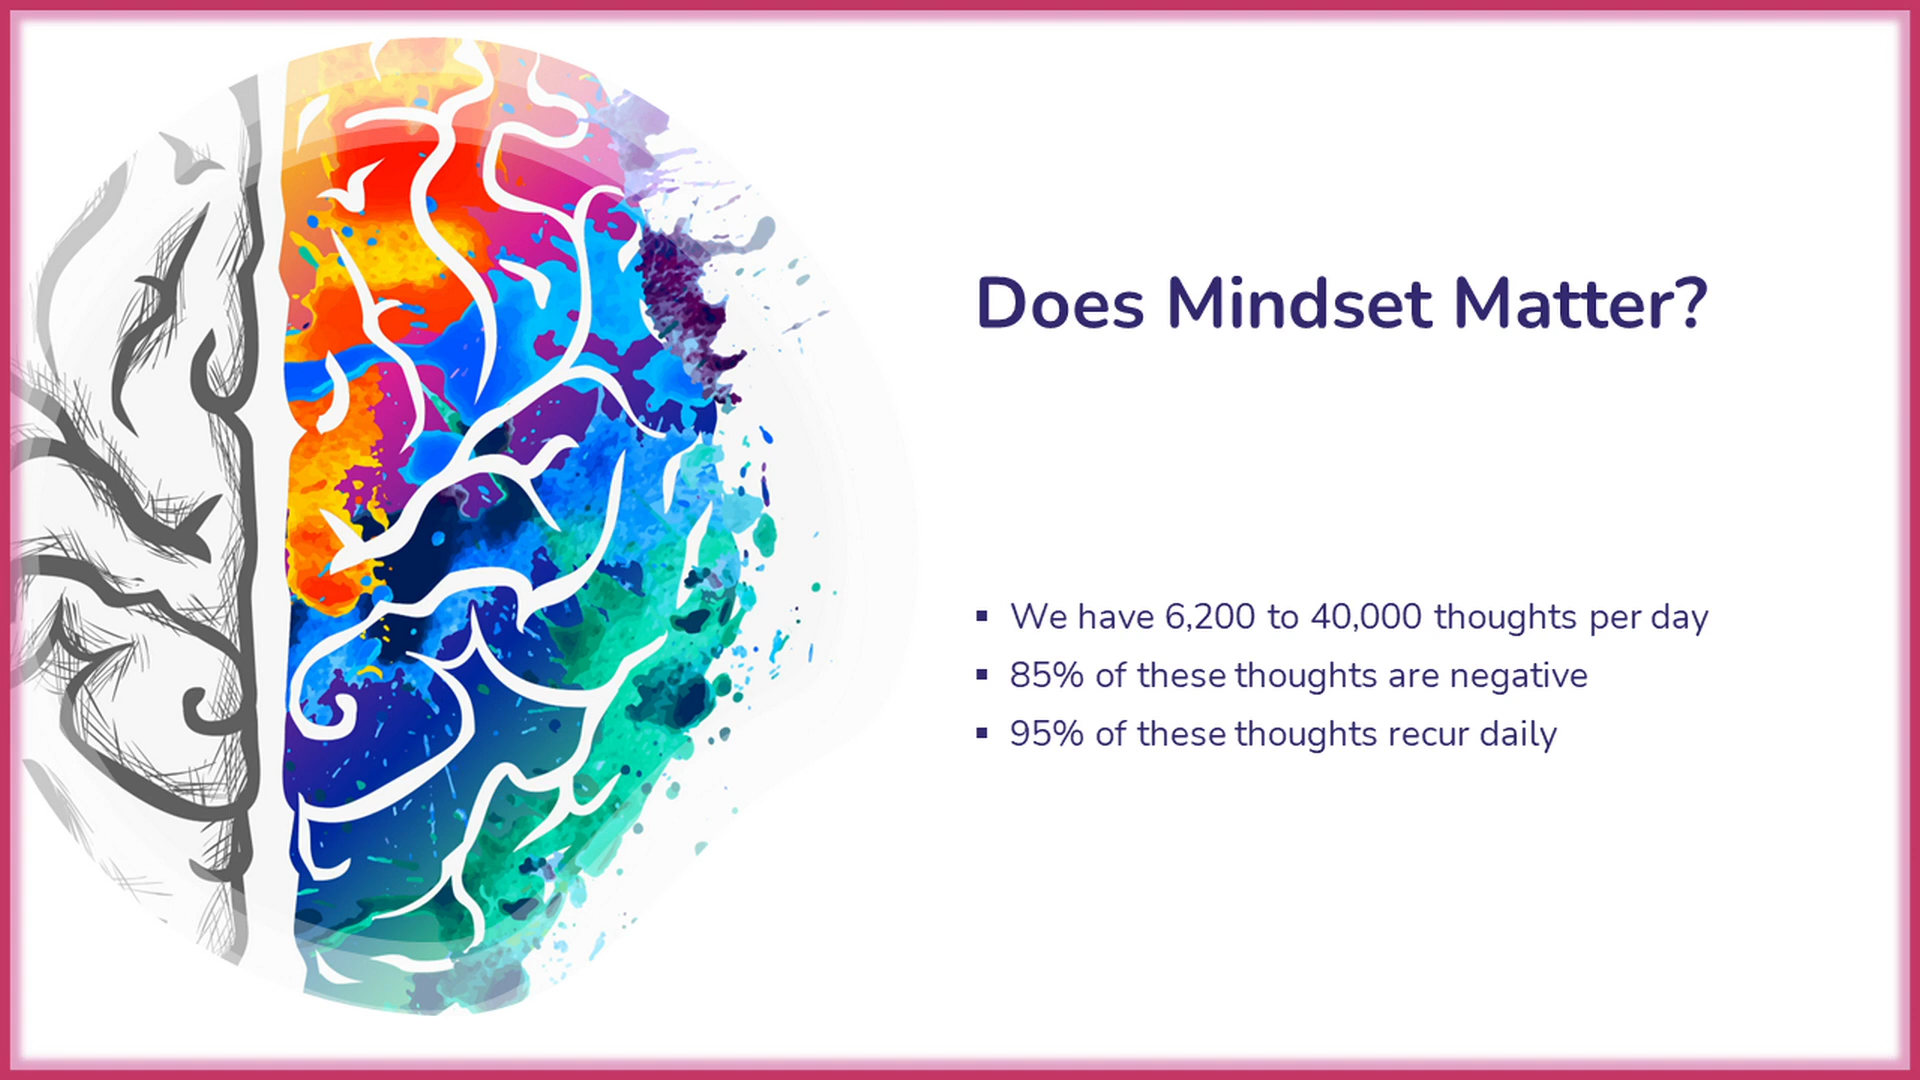 Does Mindset Matter?
▪ We have 6,200 to 40,000 thoughts per day
▪ 85% of these thoughts are negative
▪ 95% of these thoughts recur daily